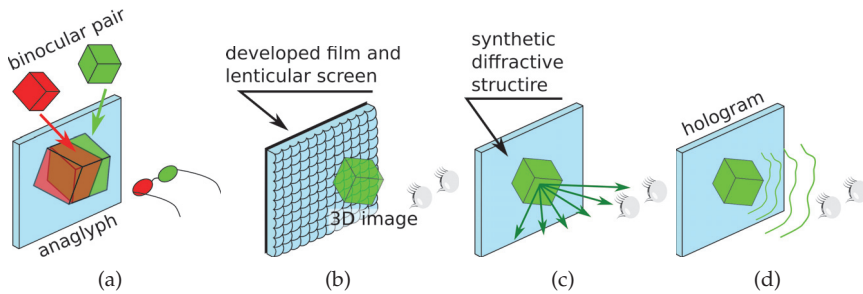 binocular pair
anaglyph
(a)
developed film and
lenticular screen
3D image
(b)
synthetic
diffractive
structire
(c)
hologram
(d)